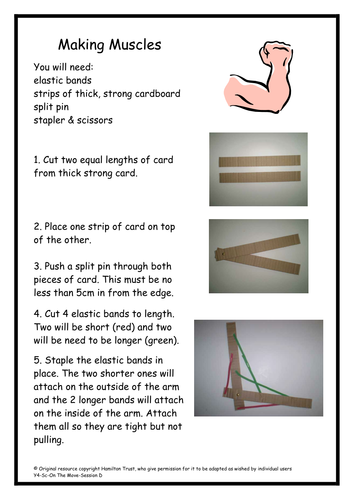 Making Muscles
You will need:
elastic bands
strips of thick, strong cardboard
split pin
stapler & scissors
1. Cut two equal lengths of card
from thick strong card.
2. Place one strip of card on top
of the other.
3. Push a split pin through both
pieces of card. This must be no
less than 5cm in from the edge.
4. Cut 4 elastic bands to length.
Two will be short (red) and two
will be need to be longer (green).
5. Staple the elastic bands in
place. The two shorter ones will
attach on the outside of the arm
and the 2 longer bands will attach
on the inside of the arm. Attach
them all so they are tight but not
pulling.
© Original resource copyright Hamilton Trust, who give permission for it to be adapted as wished by individual users
Y4-Sc-On The Move-Session D